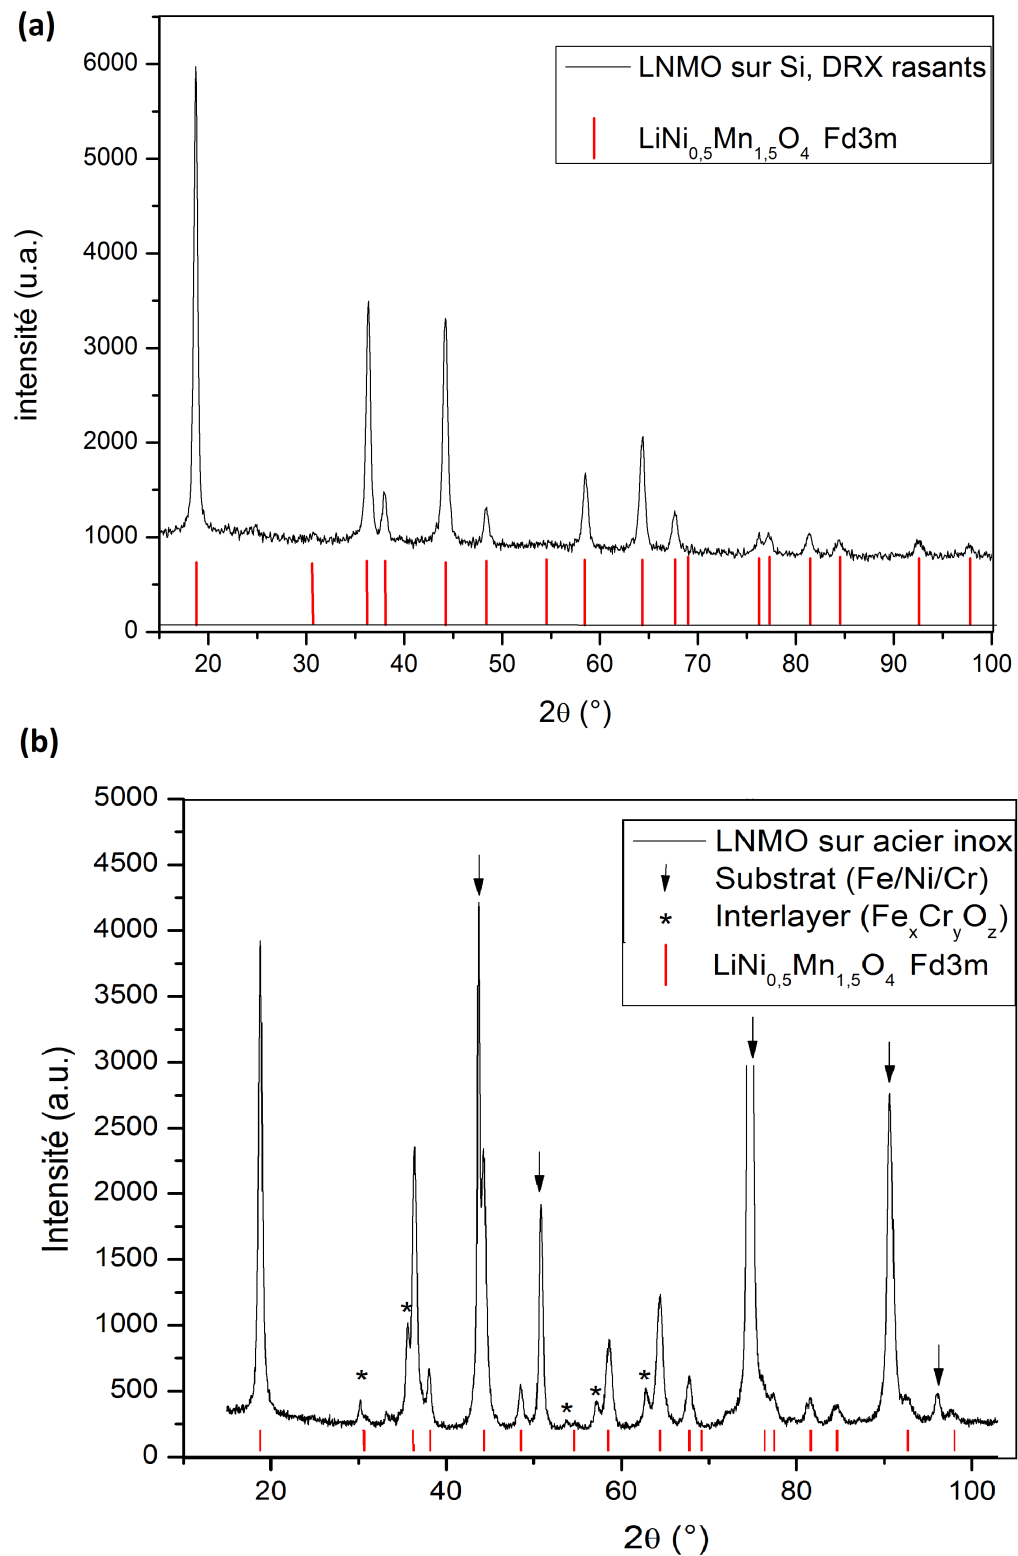 (a)
6000
5000
4000
3000
2000
1000
0
intensité (u.a.)
LNMO sur Si, DRX rasants
LiNi0,5Mn1,5O4 Fd3m
20 30 40 50 60 70 80 90 100
2θ (°)
(b)
5000
4500
4000
3500
3000
2500
2000
1500
1000
500
0
Intensité (a.u.)
LNMO sur acier inox
Substrat (Fe/Ni/Cr)
* Interlayer (FexCryOz)
LiNi0,5Mn1,5O4 Fd3m
* * * * *
20 40 60 80 100
2θ (°)